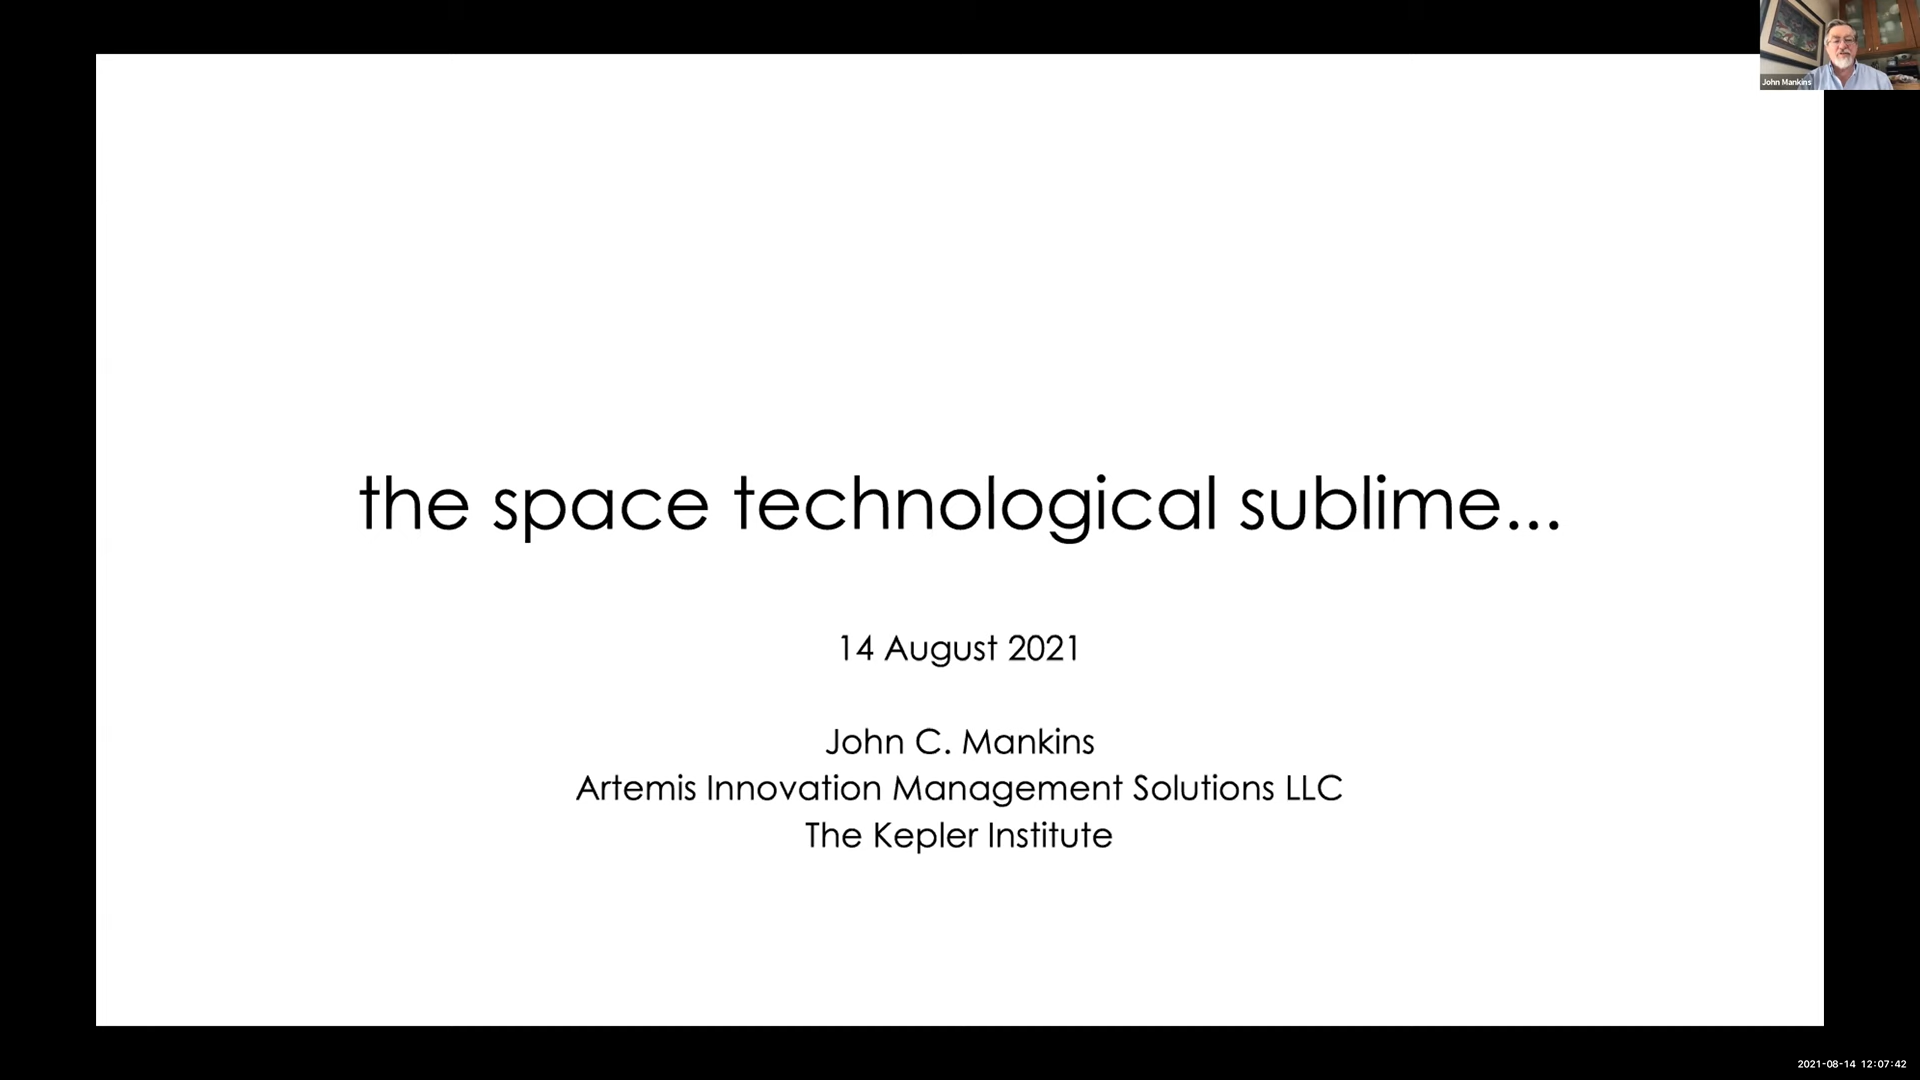 John Mankins
the space technological sublime...
14 August 2021
John C. Mankins
Artemis Innovation Management Solutions LLC
The Kepler Institute
2021-08-14 12:07:42